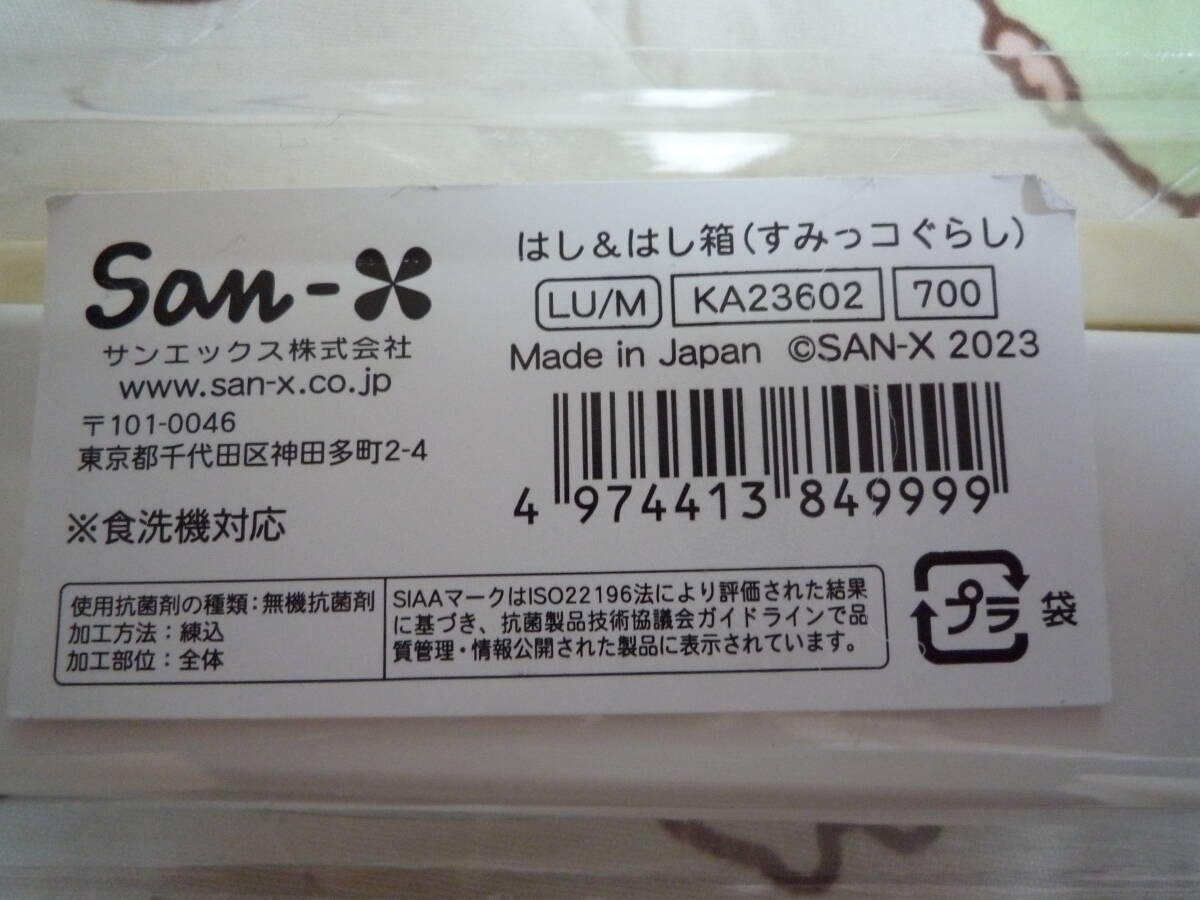 San-X
サンエックス株式会社
www.san-x.co.jp
〒101-0046
東京都千代田区神田多町2-4
※食洗機対応
はし&はし箱(すみっコぐらし)
LU/M KA23602 700
Made in Japan ©SAN-X 2023
4 974413 849999
使用抗菌剤の種類:無機抗菌剤
加工方法:練込
加工部位:全体
SIAAマークはISO22196法により評価された結果
に基づき、抗菌製品技術協議会ガイドラインで品
質管理・情報公開された製品に表示されています。
プラ 袋